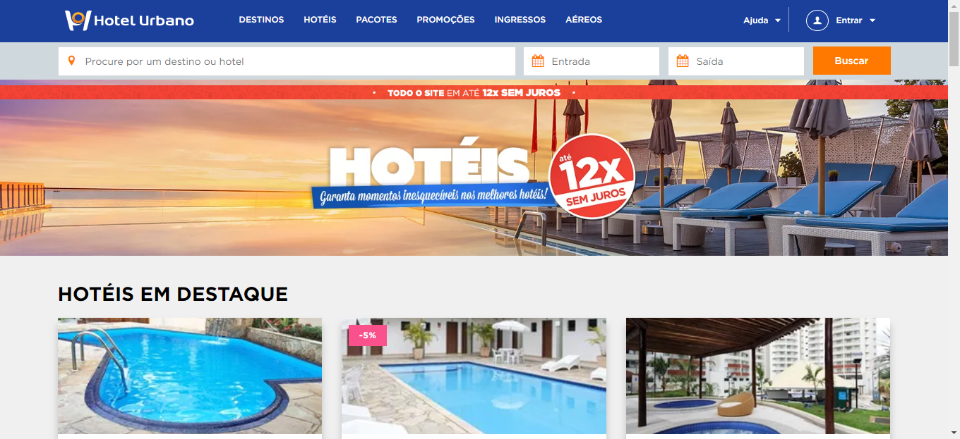 Hotel Urbano
DESTINOS HOTÉIS PACOTES PROMOÇÕES INGRESSOS AÉREOS
Ajuda Entrar
Procure por um destino ou hotel
Entrada
Saída
Buscar
• TODO O SITE EM ATÉ 12x SEM JUROS •
HOTÉIS
Garanta momentos inesquecíveis nos melhores hotéis!
até
12x
SEM JUROS
HOTÉIS EM DESTAQUE
-5%